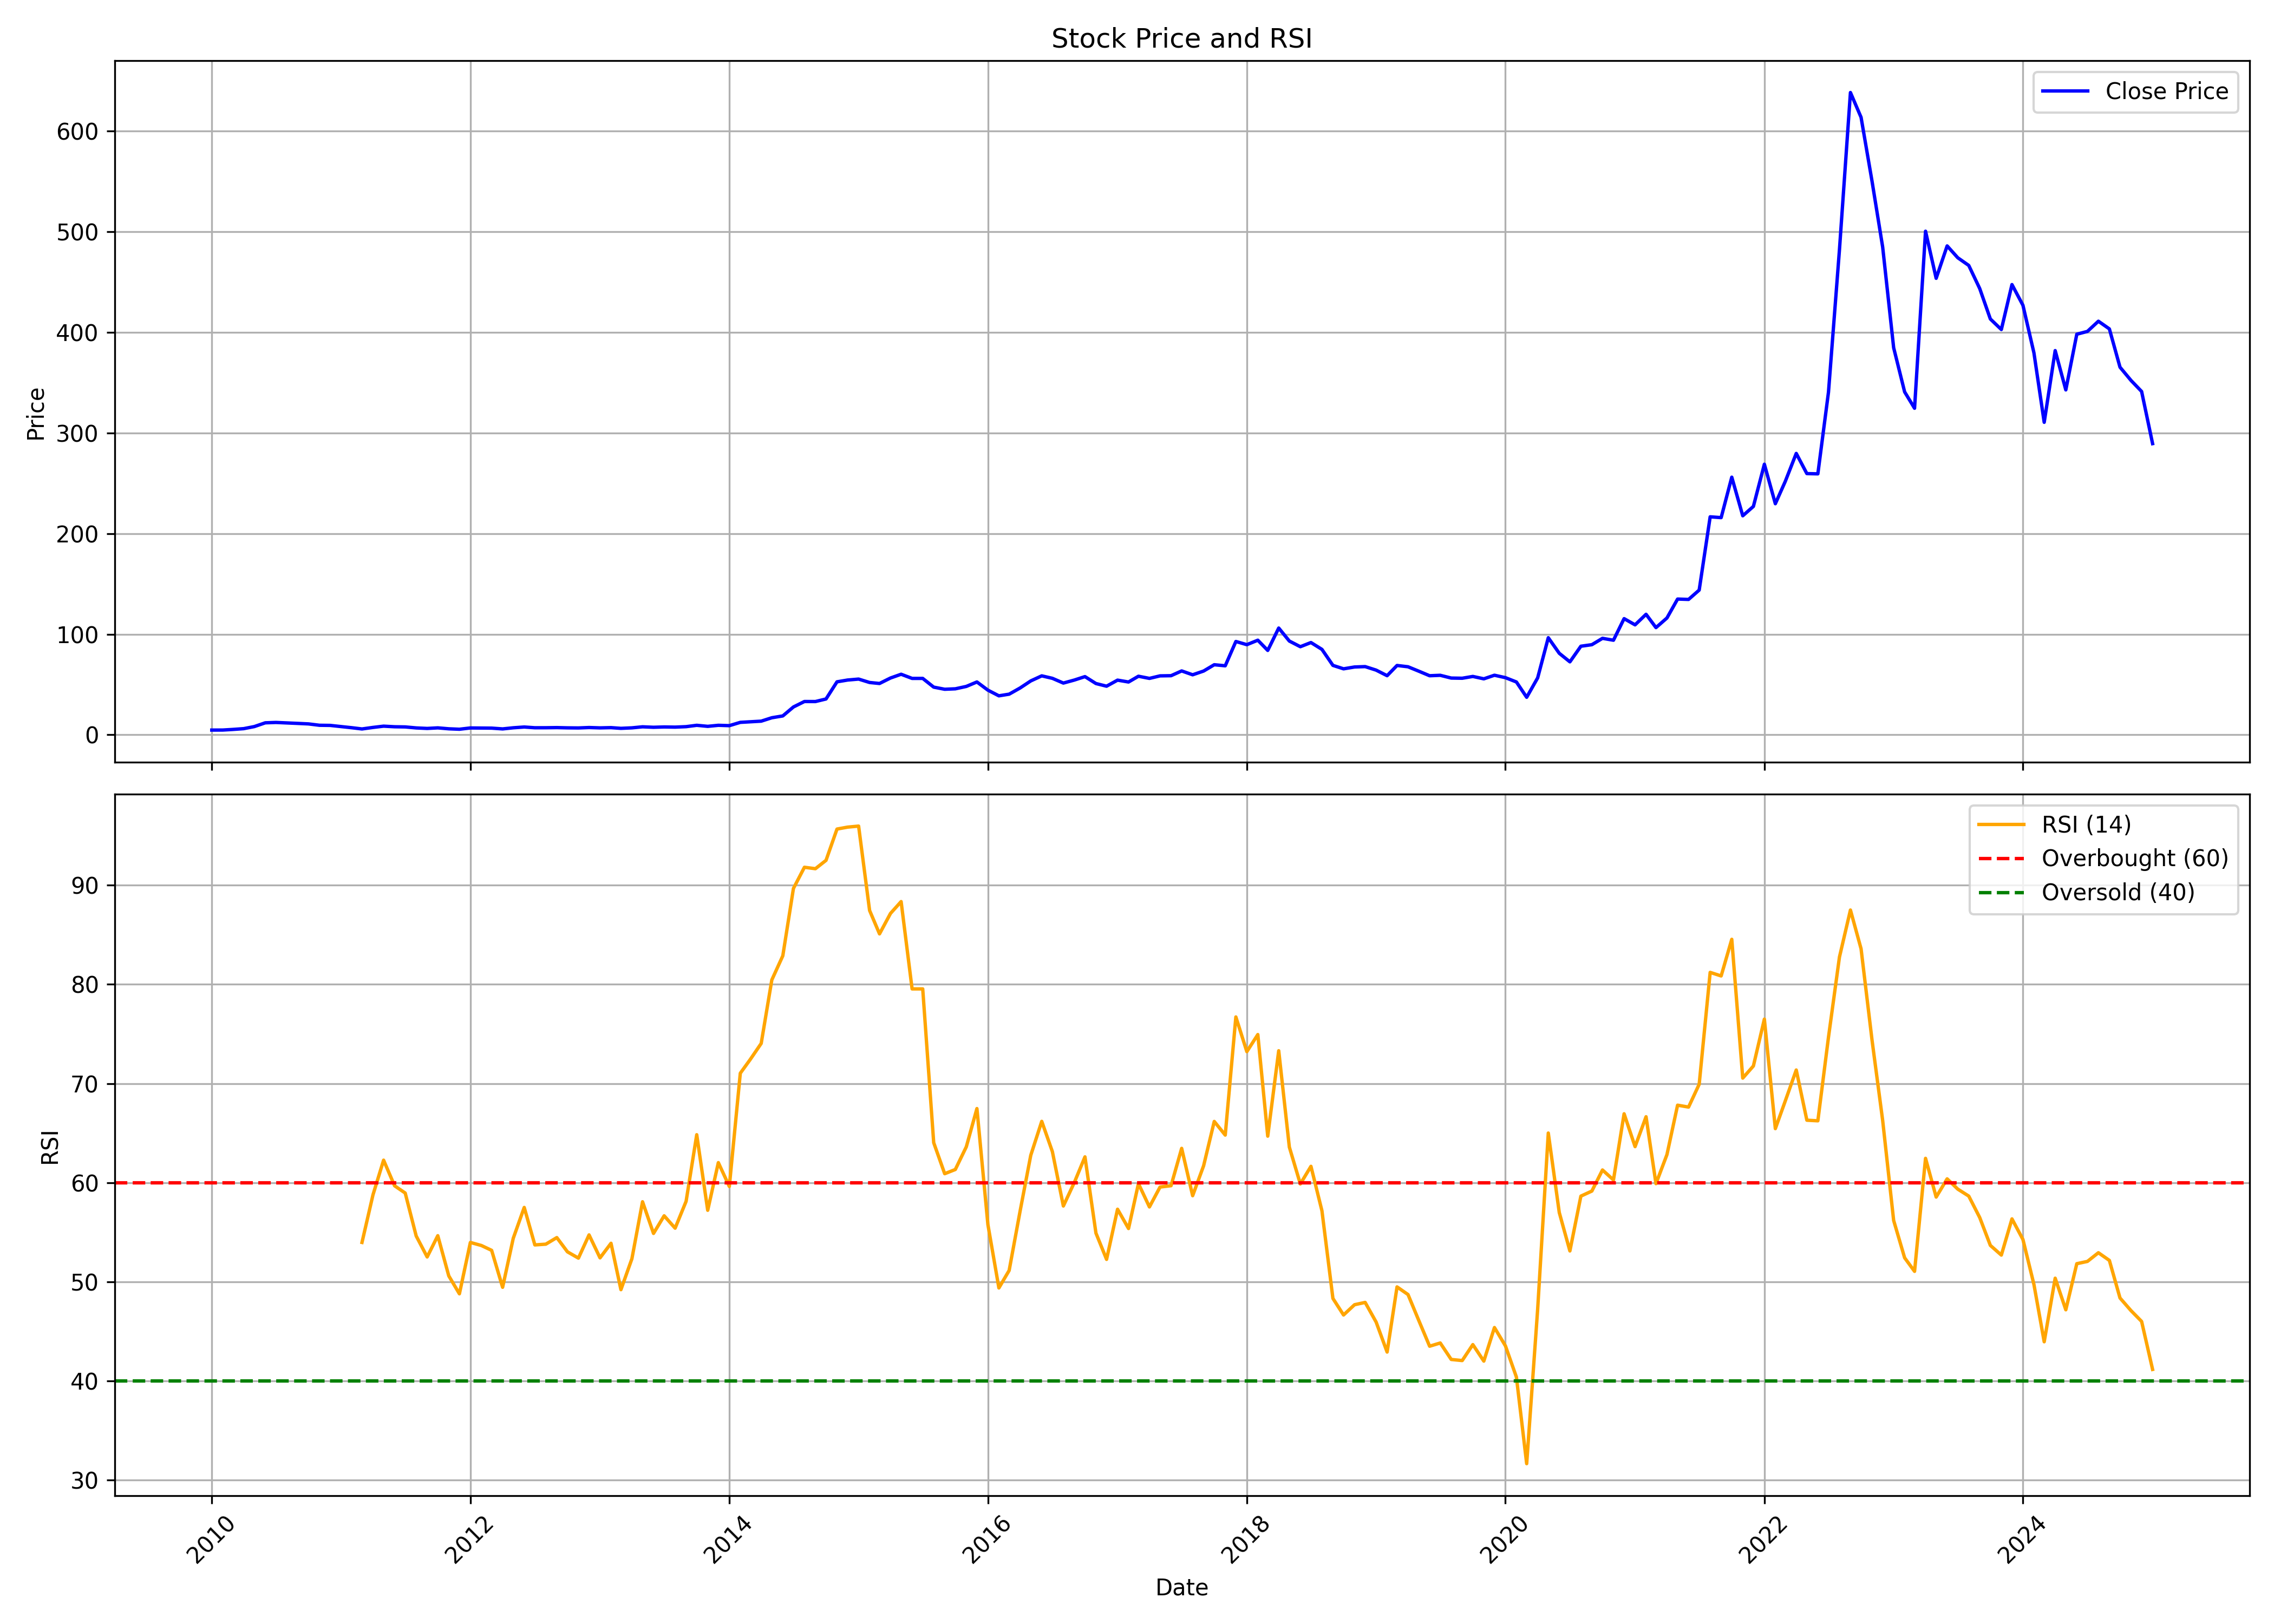 Stock Price and RSI
Close Price
600
500
400
300
200
100
0
Price
RSI (14)
Overbought (60)
Oversold (40)
90
80
70
60
50
40
30
RSI
2010
2012
2014
2016
2018
2020
2022
2024
Date